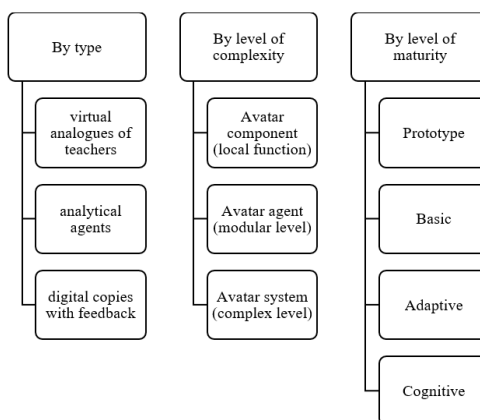 By type
virtual
analogues of
teachers
analytical
agents
digital copies
with feedback
By level of
complexity
Avatar
component
(local function)
Avatar agent
(modular level)
Avatar system
(complex level)
By level of
maturity
Prototype
Basic
Adaptive
Cognitive